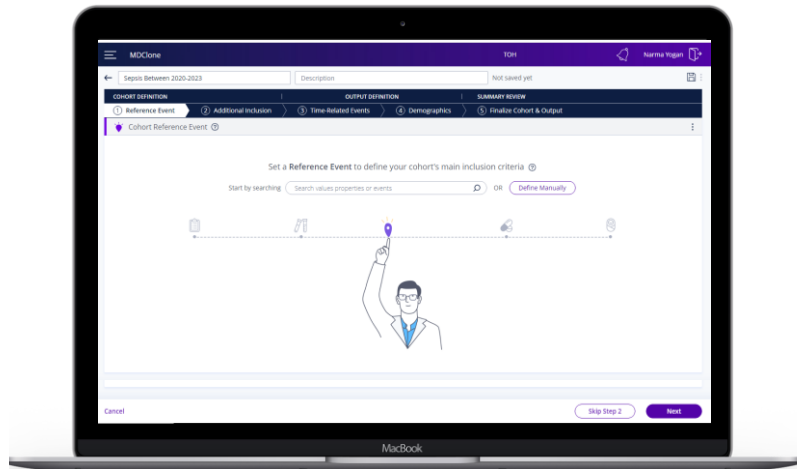 MDClone TOH Narma Yogan
Sepsis Between 2020-2023 Description Not saved yet
COHORT DEFINITION OUTPUT DEFINITION SUMMARY REVIEW
1 Reference Event 2 Additional Inclusion 3 Time-Related Events 4 Demographics 5 Finalize Cohort & Output
Cohort Reference Event ?
Set a Reference Event to define your cohort's main inclusion criteria ?
Start by searching Search values properties or events OR Define Manually
Cancel Skip Step 2 Next
MacBook